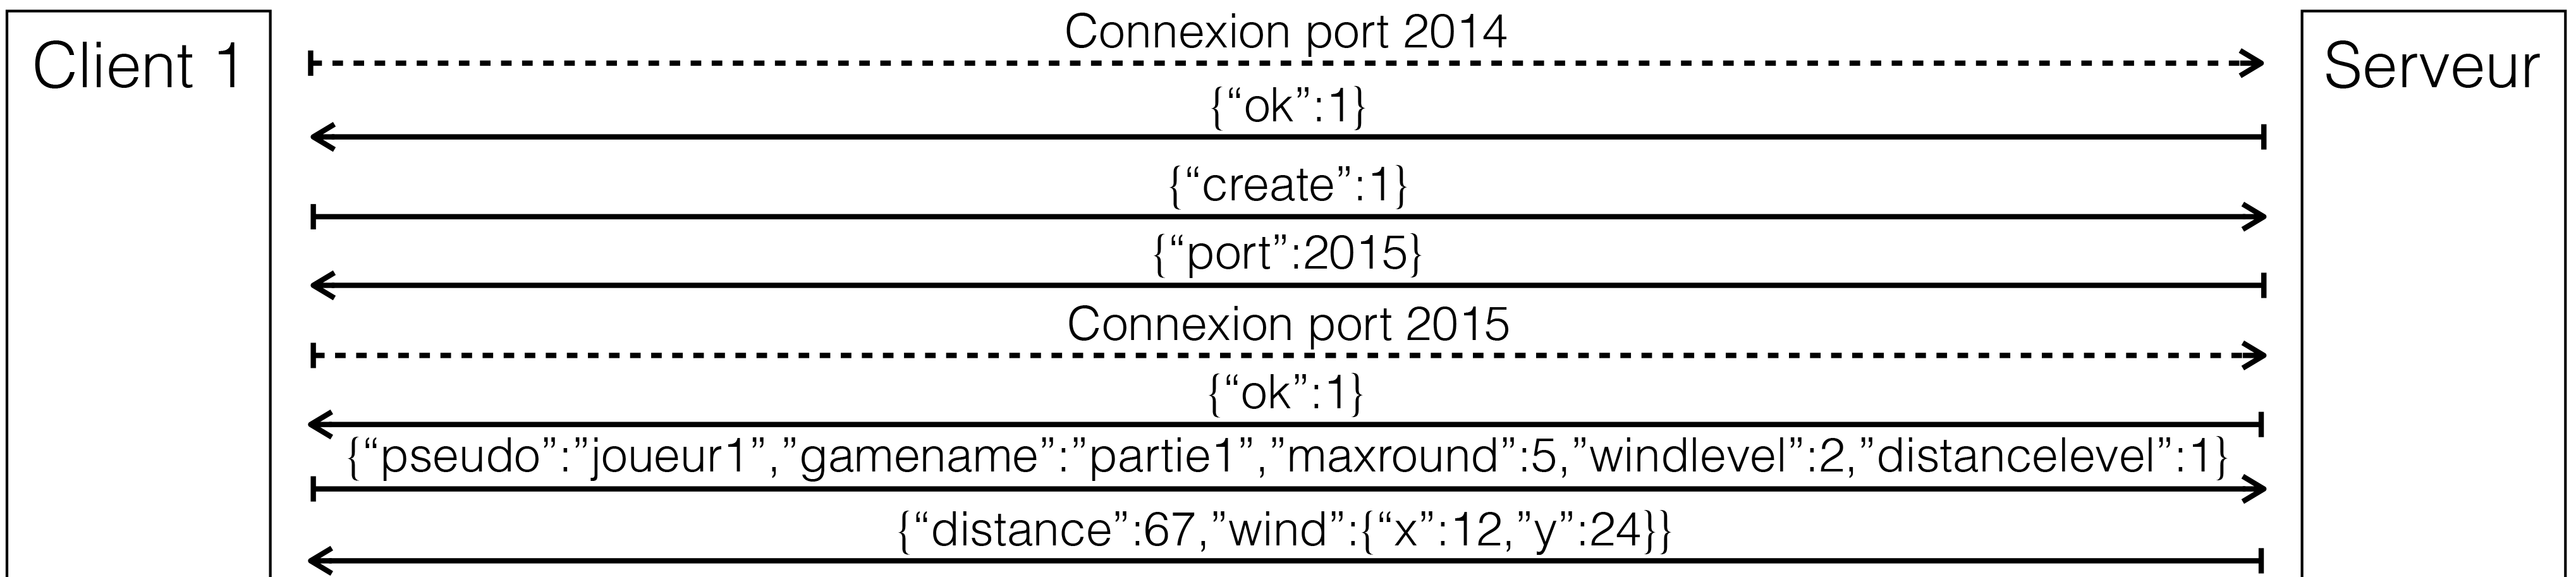 Client 1
Serveur
Connexion port 2014
{“ok”:1}
{“create”:1}
{“port”:2015}
Connexion port 2015
{“ok”:1}
{“pseudo”:”joueur1”,”gamename”:”partie1”,”maxround”:5,”windlevel”:2,”distancelevel”:1}
{“distance”:67,”wind”:{“x”:12,”y”:24}}